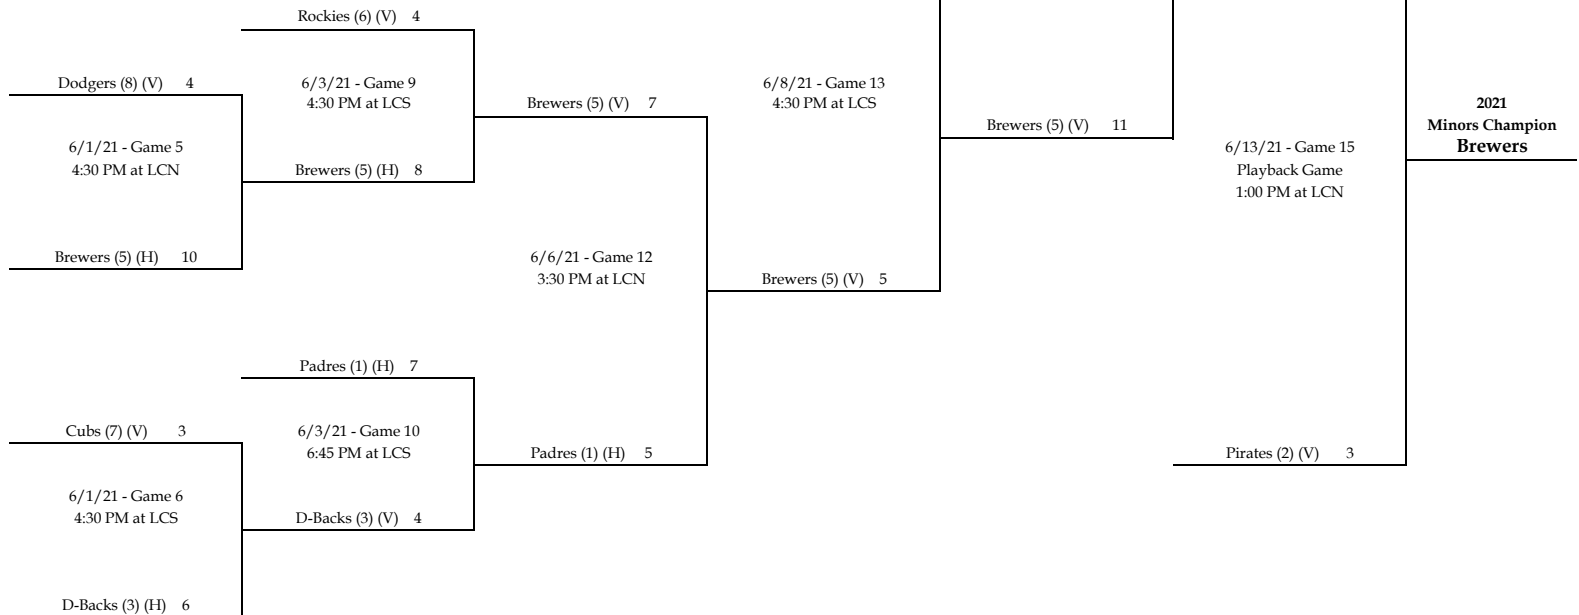 Rockies (6) (V) 4
Dodgers (8) (V) 4
6/1/21 - Game 5
4:30 PM at LCN
Brewers (5) (H) 10
6/3/21 - Game 9
4:30 PM at LCS
Brewers (5) (H) 8
Brewers (5) (V) 7
6/6/21 - Game 12
3:30 PM at LCN
6/8/21 - Game 13
4:30 PM at LCS
Brewers (5) (V) 5
Brewers (5) (V) 11
6/13/21 - Game 15
Playback Game
1:00 PM at LCN
2021
Minors Champion
Brewers
Padres (1) (H) 7
Cubs (7) (V) 3
6/1/21 - Game 6
4:30 PM at LCS
D-Backs (3) (H) 6
6/3/21 - Game 10
6:45 PM at LCS
D-Backs (3) (V) 4
Padres (1) (H) 5
Pirates (2) (V) 3